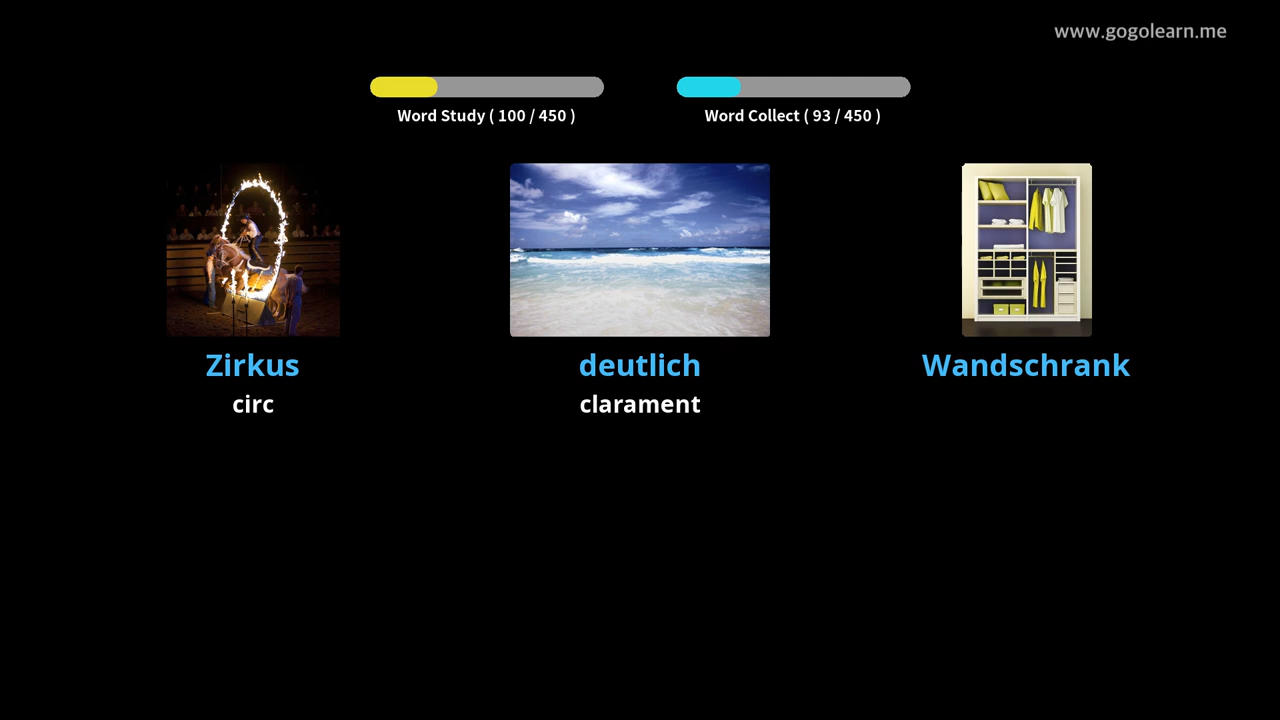 www.gogolearn.me
Word Study ( 100 / 450 )
Word Collect ( 93 / 450 )
Zirkus
deutlich
Wandschrank
circ
clarament